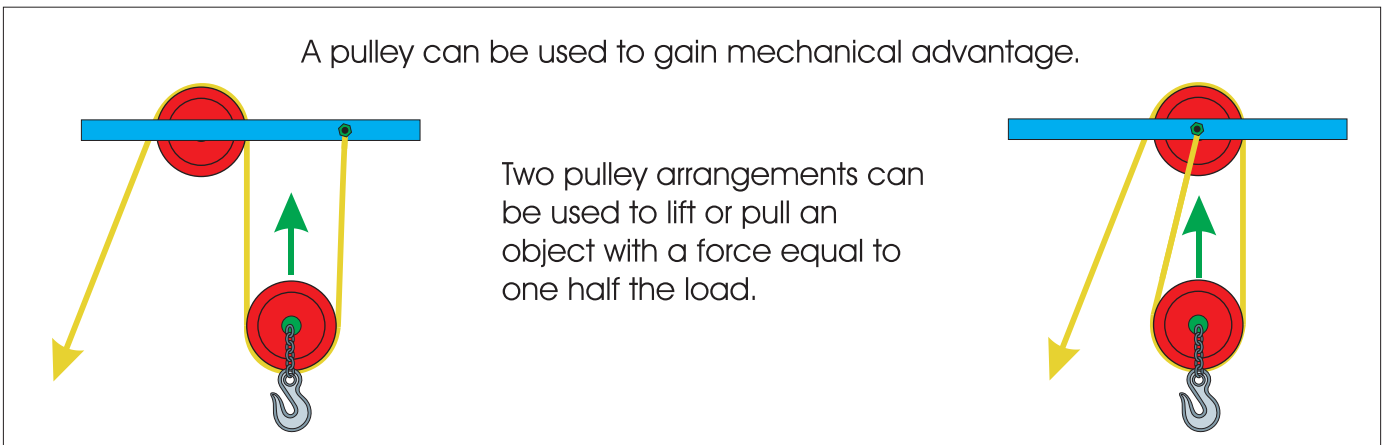 A pulley can be used to gain mechanical advantage.
Two pulley arrangements can
be used to lift or pull an
object with a force equal to
one half the load.